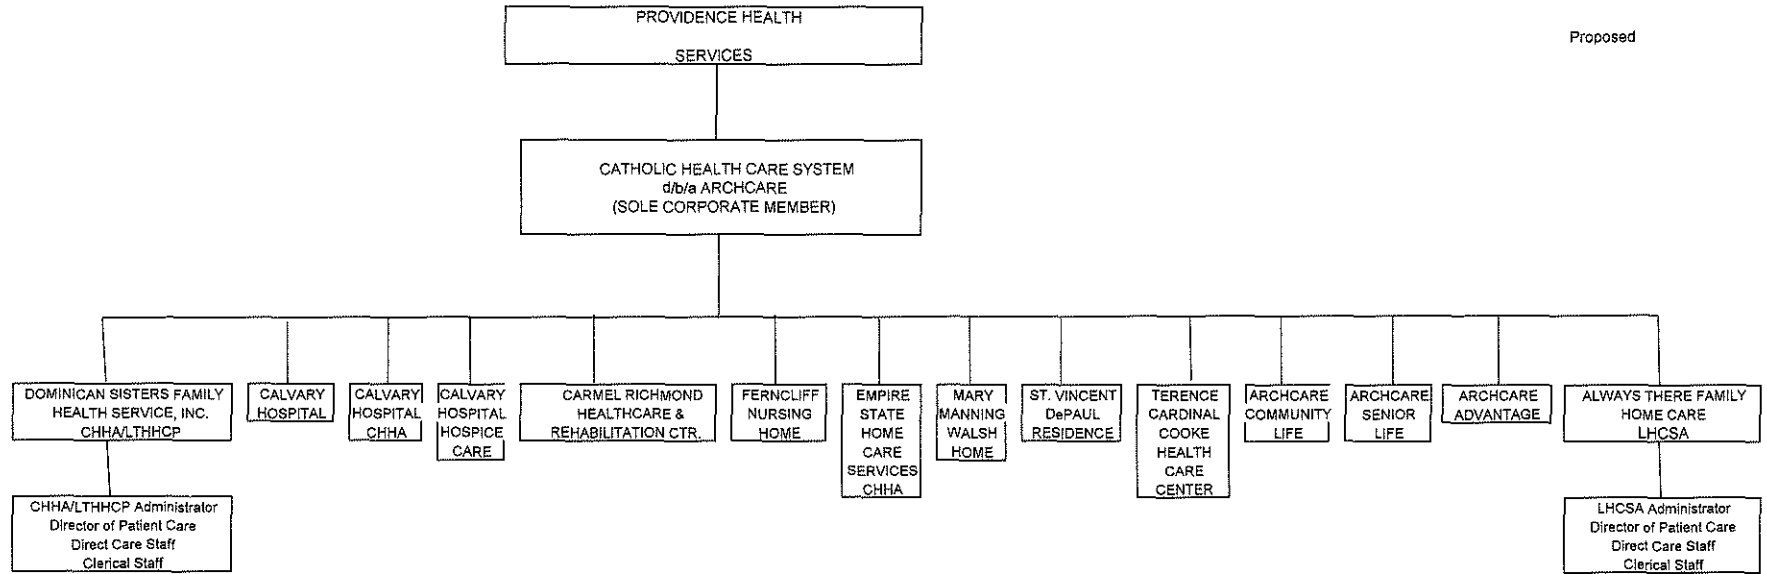 PROVIDENCE HEALTH
SERVICES
Proposed
CATHOLIC HEALTH CARE SYSTEM
d/b/a ARCHCARE
(SOLE CORPORATE MEMBER)
DOMINICAN SISTERS FAMILY
HEALTH SERVICE, INC.
CHHA/LTHHCP
CALVARY
HOSPITAL
CALVARY
HOSPITAL
CHHA
CALVARY
HOSPITAL
HOSPICE
CARE
CARMEL RICHMOND
HEALTHCARE &
REHABILITATION CTR.
FERNCLIFF
NURSING
HOME
EMPIRE
STATE
HOME
CARE
SERVICES
CHHA
MARY
MANNING
WALSH
HOME
ST. VINCENT
DePAUL
RESIDENCE
TERENCE
CARDINAL
COOKE
HEALTH
CARE
CENTER
ARCHCARE
COMMUNITY
LIFE
ARCHCARE
SENIOR
LIFE
ARCHCARE
ADVANTAGE
ALWAYS THERE FAMILY
HOME CARE
LHCSA
CHHA/LTHHCP Administrator
Director of Patient Care
Direct Care Staff
Clerical Staff
LHCSA Administrator
Director of Patient Care
Direct Care Staff
Clerical Staff